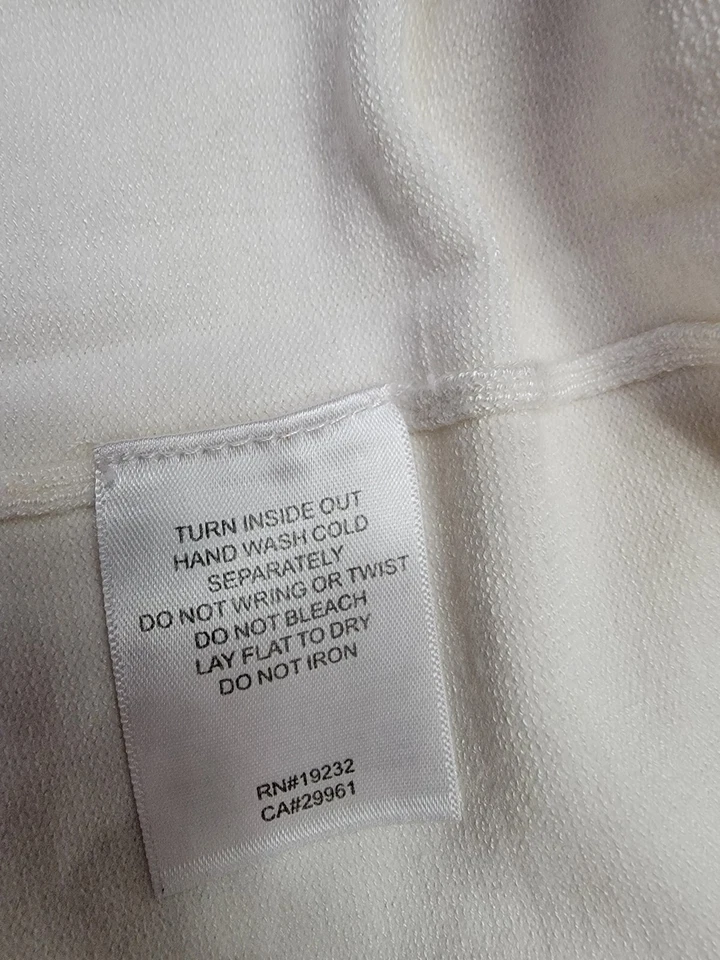 TURN INSIDE OUT
HAND WASH COLD
SEPARATELY
DO NOT WRING OR TWIST
DO NOT BLEACH
LAY FLAT TO DRY
DO NOT IRON
RN#19232
CA#29961